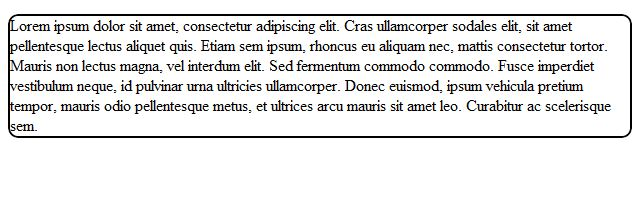 Lorem ipsum dolor sit amet, consectetur adipiscing elit. Cras ullamcorper sodales elit, sit amet
pellentesque lectus aliquet quis. Etiam sem ipsum, rhoncus eu aliquam nec, mattis consectetur tortor.
Mauris non lectus magna, vel interdum elit. Sed fermentum commodo commodo. Fusce imperdiet
vestibulum neque, id pulvinar urna ultricies ullamcorper. Donec euismod, ipsum vehicula pretium
tempor, mauris odio pellentesque metus, et ultrices arcu mauris sit amet leo. Curabitur ac scelerisque
sem.